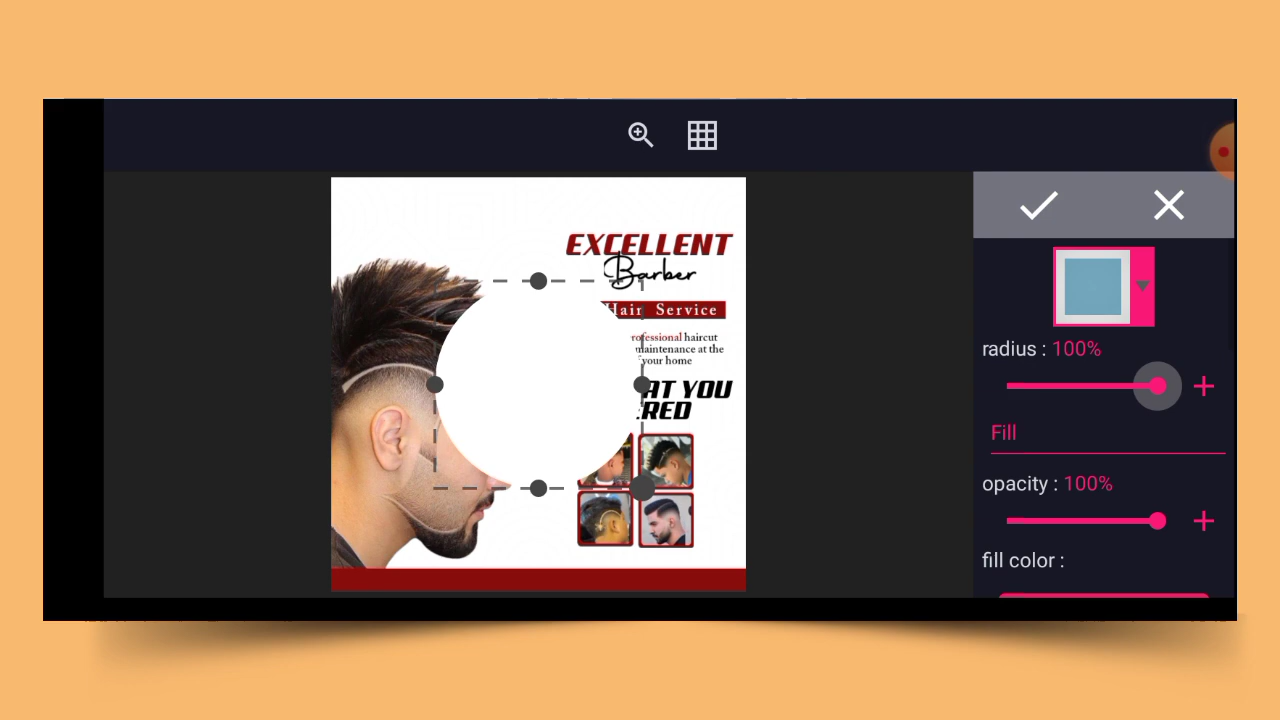 EXCELLENT
Barber
Hair Service
rofessional haircut
maintenance at the
your home
AT YOU
RED
radius : 100%
Fill
opacity : 100%
fill color :